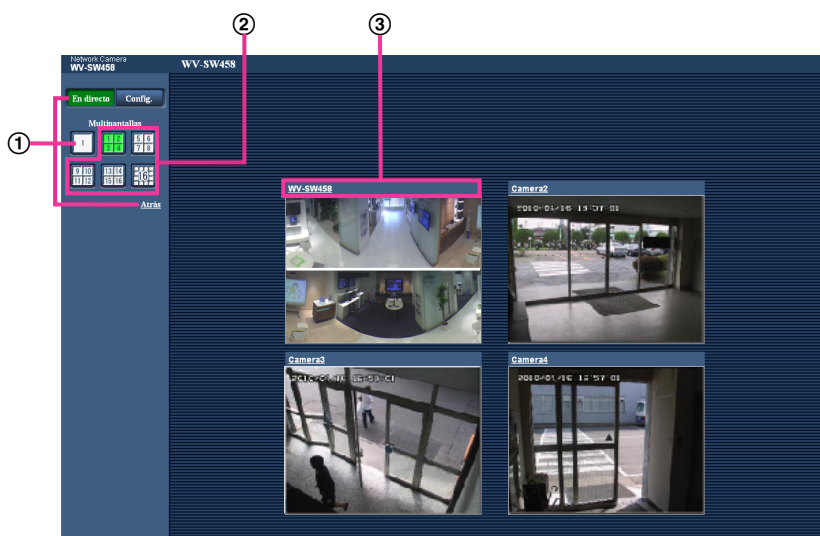 ② ③
Network Camera
WV-SW458 WV-SW458
En directo Config.
Multipantallas
①
1 1 2 3 4 5 6 7 8
9 10 11 12 13 14 15 16 16
Atrás
WV-SW458 Camera2
Camera3 Camera4